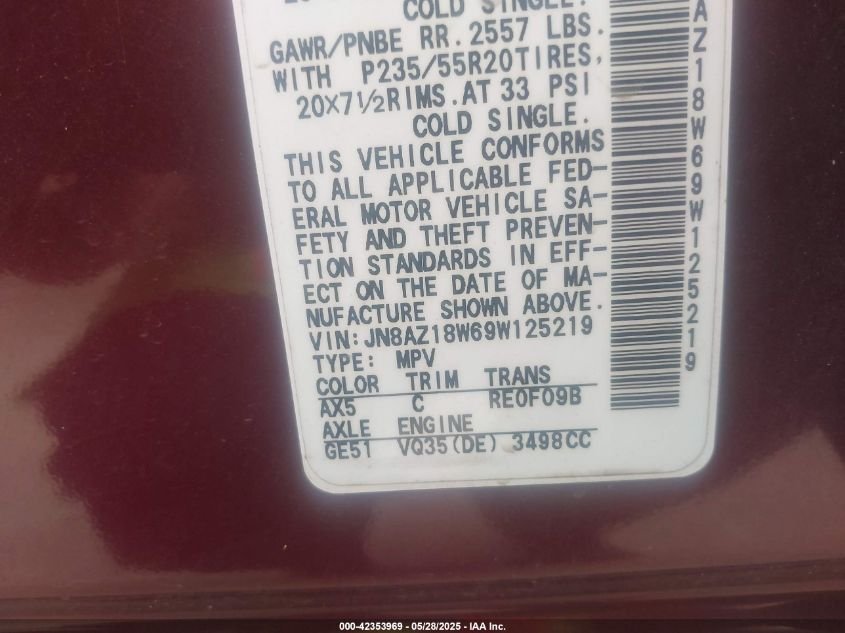 COLD SINGLE.
GAWR/PNBE RR. 2557 LBS.
WITH P235/55R20TIRES,
20X7½RIMS. AT 33 PSI
COLD SINGLE.
THIS VEHICLE CONFORMS
TO ALL APPLICABLE FED-
ERAL MOTOR VEHICLE SA-
FETY AND THEFT PREVEN-
TION STANDARDS IN EFF-
ECT ON THE DATE OF MA-
NUFACTURE SHOWN ABOVE.
VIN:JN8AZ18W69W125219
TYPE: MPV
COLOR TRIM TRANS
AX5 C RE0F09B
AXLE ENGINE
GE51 VQ35(DE) 3498CC
AZ18W69W125219
000-42353969 - 05/28/2025 - IAA Inc.